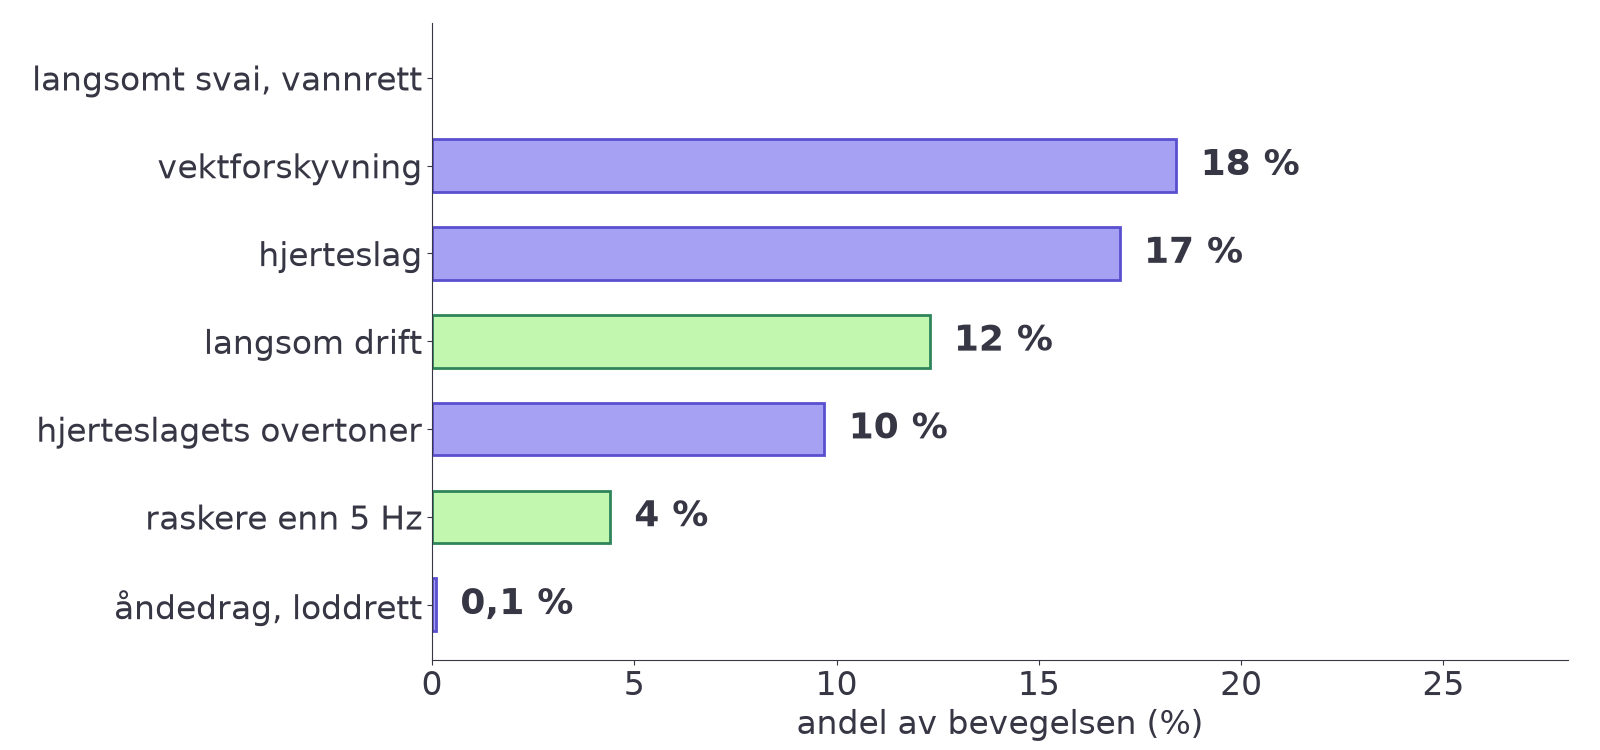 langsomt svai, vannrett
vektforskyvning 18 %
hjerteslag 17 %
langsom drift 12 %
hjerteslagets overtoner 10 %
raskere enn 5 Hz 4 %
åndedrag, loddrett 0,1 %
0 5 10 15 20 25
andel av bevegelsen (%)